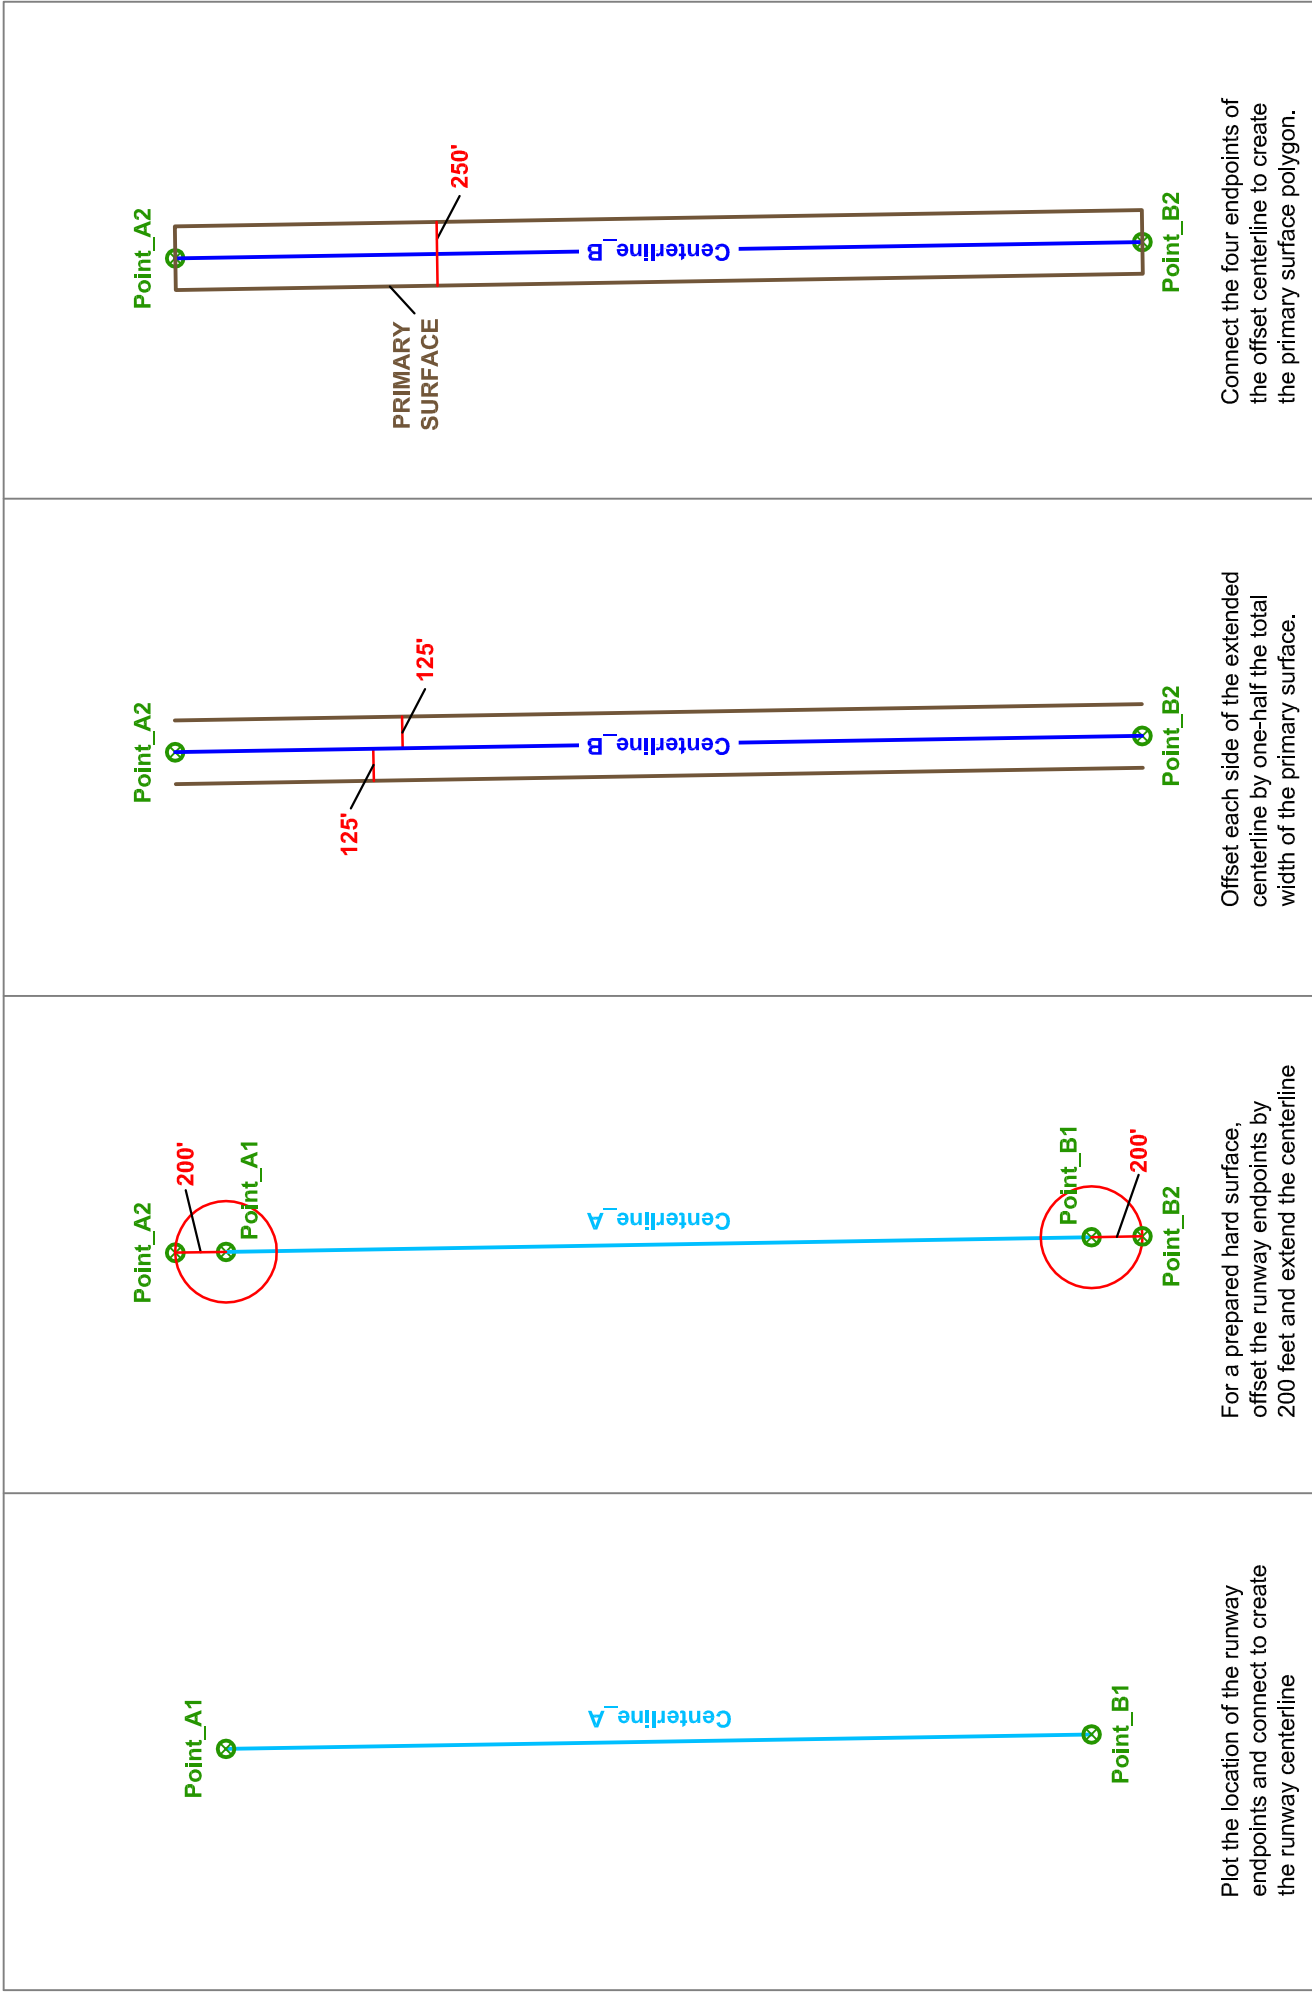 Point_A1
Centerline_A
Point_B1
Plot the location of the runway
endpoints and connect to create
the runway centerline
Point_A2
200'
Point_A1
Centerline_A
Point_B1
200'
Point_B2
For a prepared hard surface,
offset the runway endpoints by
200 feet and extend the centerline
Point_A2
125'
125'
Centerline_B
Point_B2
Offset each side of the extended
centerline by one-half the total
width of the primary surface.
Point_A2
250'
PRIMARY
SURFACE
Centerline_B
Point_B2
Connect the four endpoints of
the offset centerline to create
the primary surface polygon.